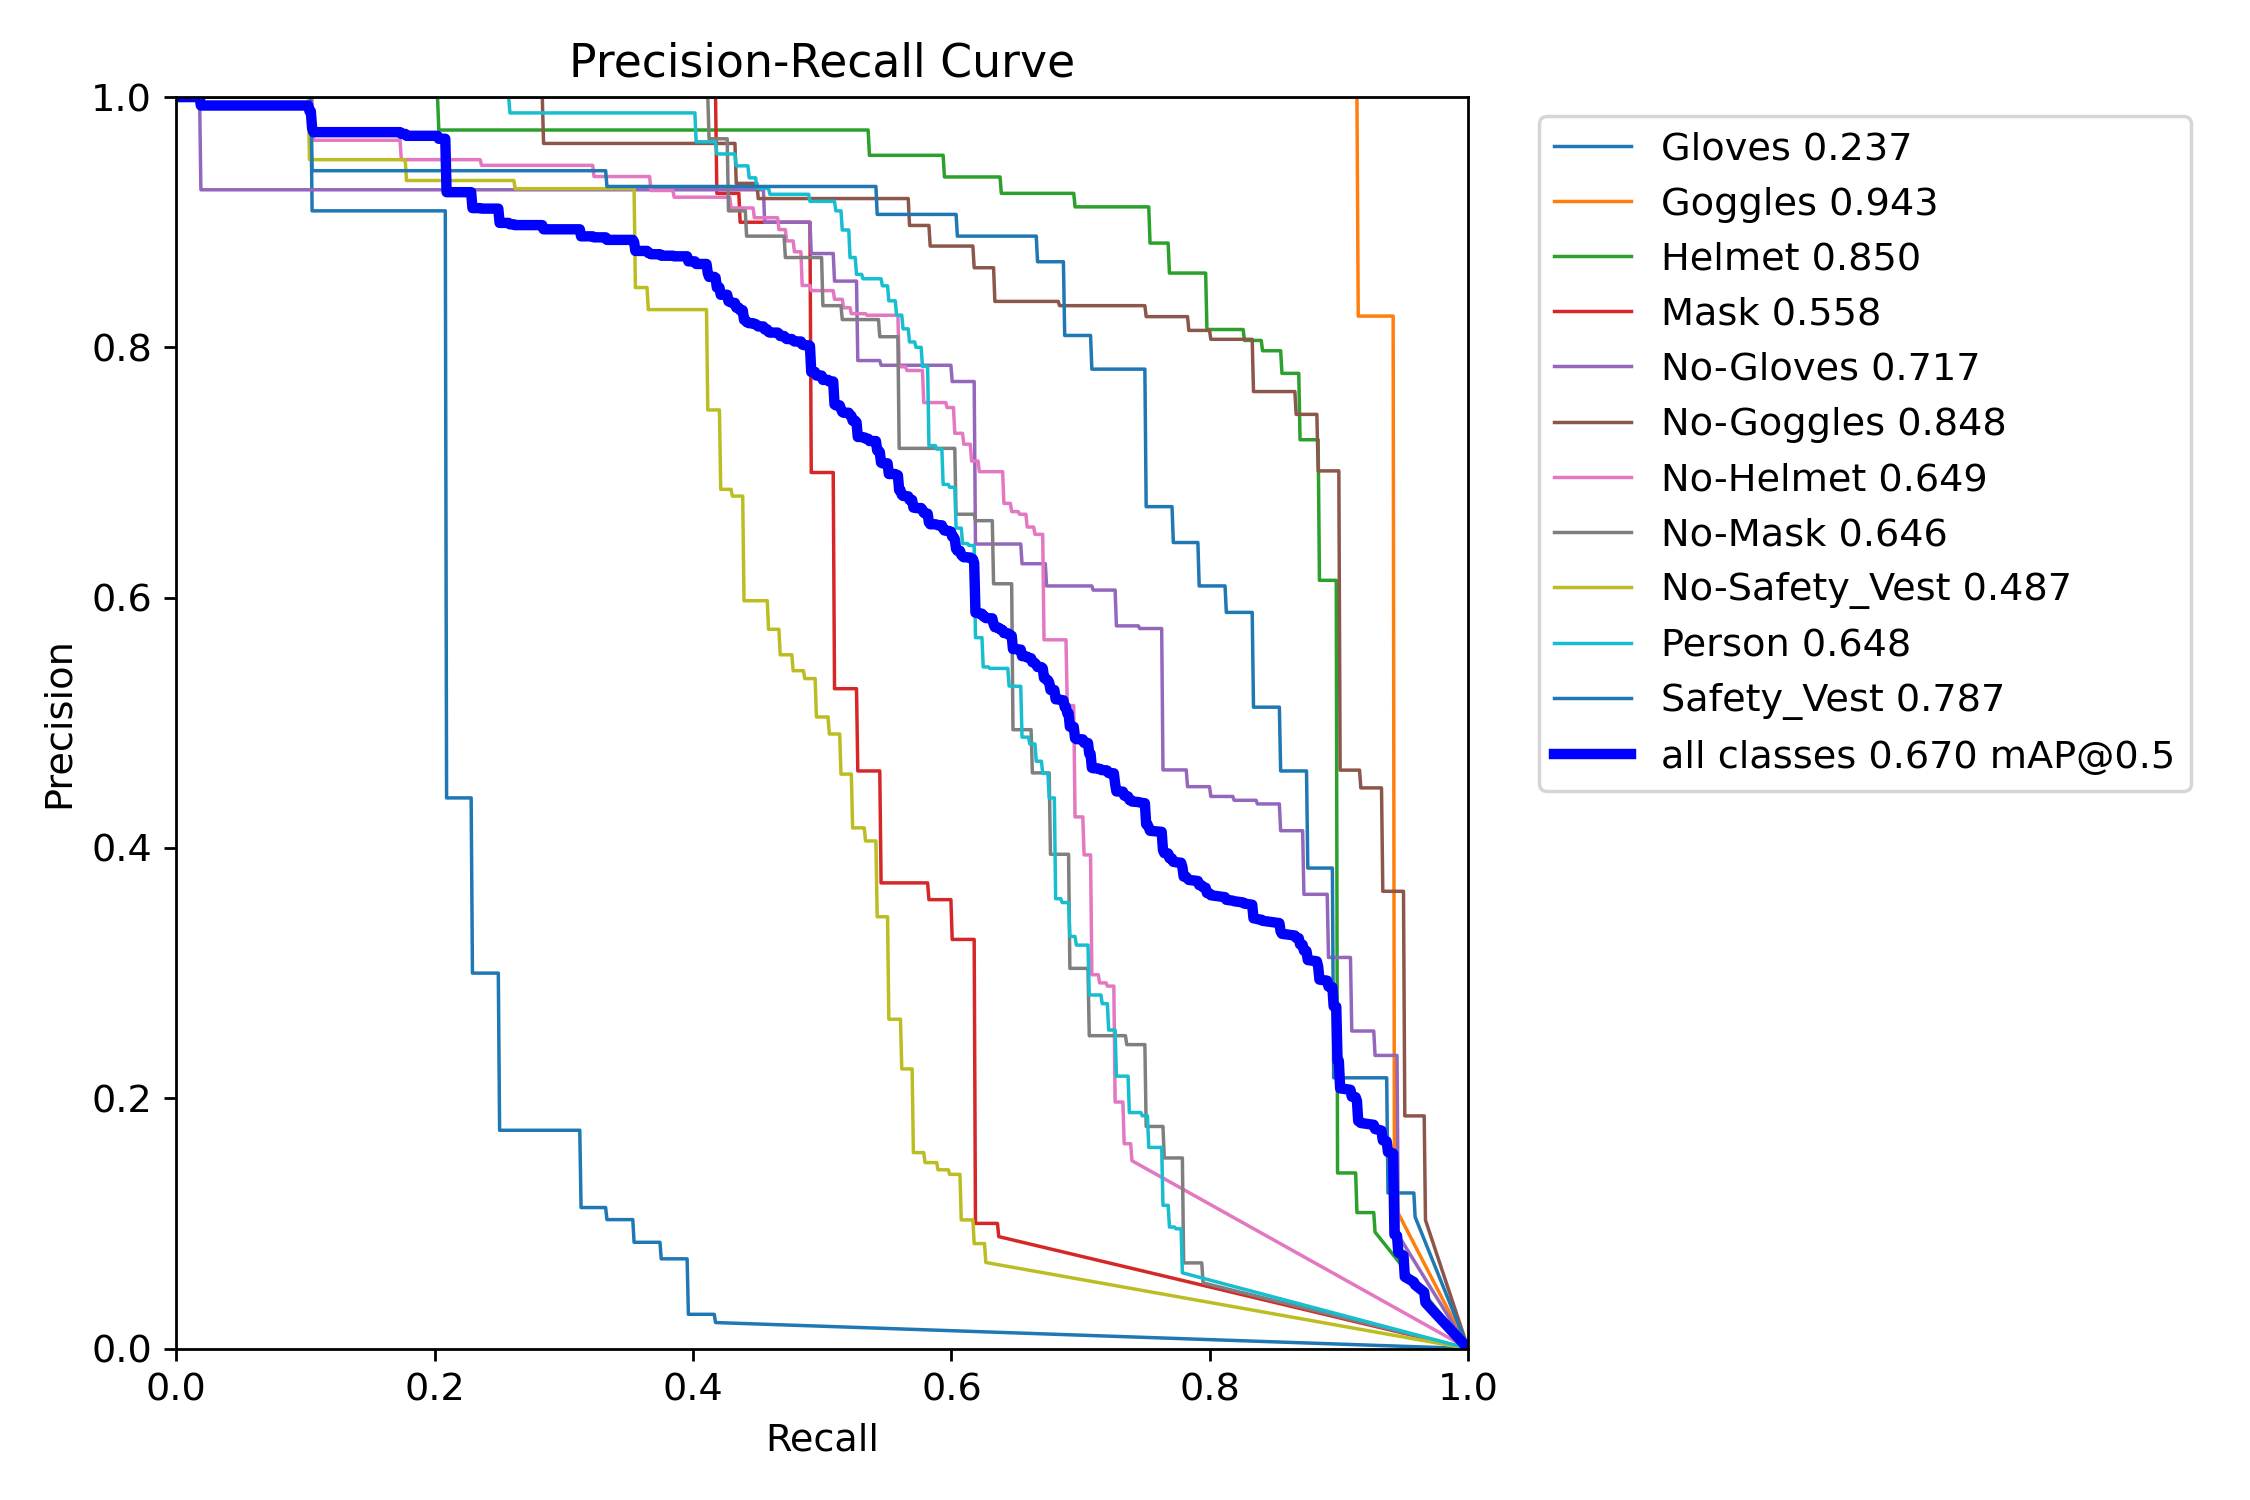 Precision-Recall Curve
1.0
0.8
0.6
0.4
0.2
0.0
Precision
0.0 0.2 0.4 0.6 0.8 1.0
Recall
Gloves 0.237
Goggles 0.943
Helmet 0.850
Mask 0.558
No-Gloves 0.717
No-Goggles 0.848
No-Helmet 0.649
No-Mask 0.646
No-Safety_Vest 0.487
Person 0.648
Safety_Vest 0.787
all classes 0.670 mAP@0.5